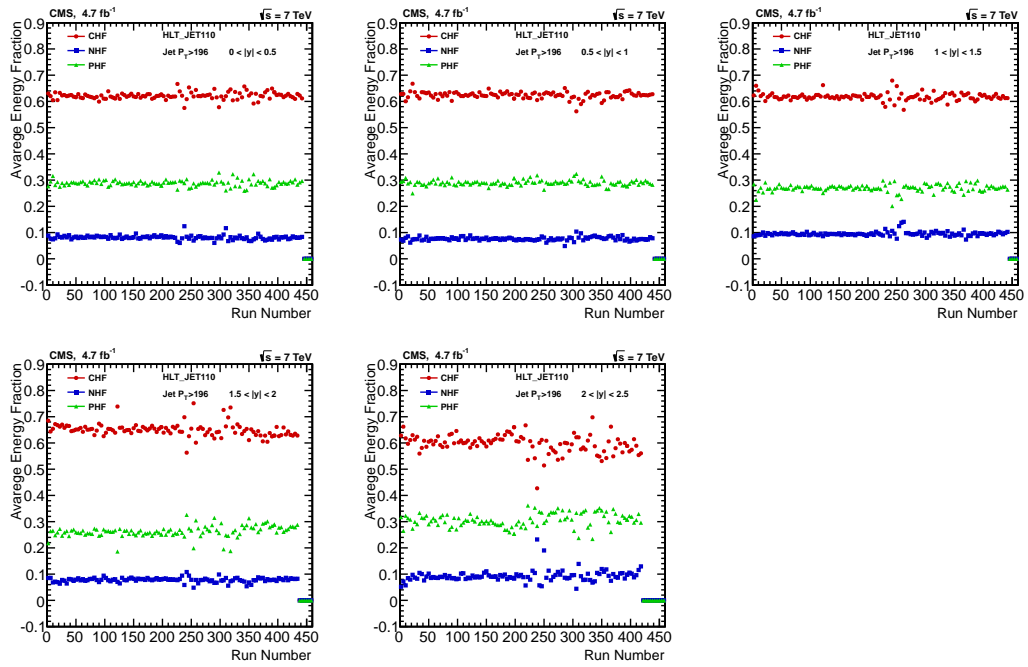 CMS, 4.7 fb⁻¹ √s = 7 TeV
CHF HLT_JET110
NHF Jet P_T>196 0 < |y| < 0.5
PHF
Avarege Energy Fraction
0.9
0.8
0.7
0.6
0.5
0.4
0.3
0.2
0.1
0
-0.1
0 50 100 150 200 250 300 350 400 450
Run Number
CMS, 4.7 fb⁻¹ √s = 7 TeV
CHF HLT_JET110
NHF Jet P_T>196 0.5 < |y| < 1
PHF
Avarege Energy Fraction
0.9
0.8
0.7
0.6
0.5
0.4
0.3
0.2
0.1
0
-0.1
0 50 100 150 200 250 300 350 400 450
Run Number
CMS, 4.7 fb⁻¹ √s = 7 TeV
CHF HLT_JET110
NHF Jet P_T>196 1 < |y| < 1.5
PHF
Avarege Energy Fraction
0.9
0.8
0.7
0.6
0.5
0.4
0.3
0.2
0.1
0
-0.1
0 50 100 150 200 250 300 350 400 450
Run Number
CMS, 4.7 fb⁻¹ √s = 7 TeV
CHF HLT_JET110
NHF Jet P_T>196 1.5 < |y| < 2
PHF
Avarege Energy Fraction
0.9
0.8
0.7
0.6
0.5
0.4
0.3
0.2
0.1
0
-0.1
0 50 100 150 200 250 300 350 400 450
Run Number
CMS, 4.7 fb⁻¹ √s = 7 TeV
CHF HLT_JET110
NHF Jet P_T>196 2 < |y| < 2.5
PHF
Avarege Energy Fraction
0.9
0.8
0.7
0.6
0.5
0.4
0.3
0.2
0.1
0
-0.1
0 50 100 150 200 250 300 350 400 450
Run Number